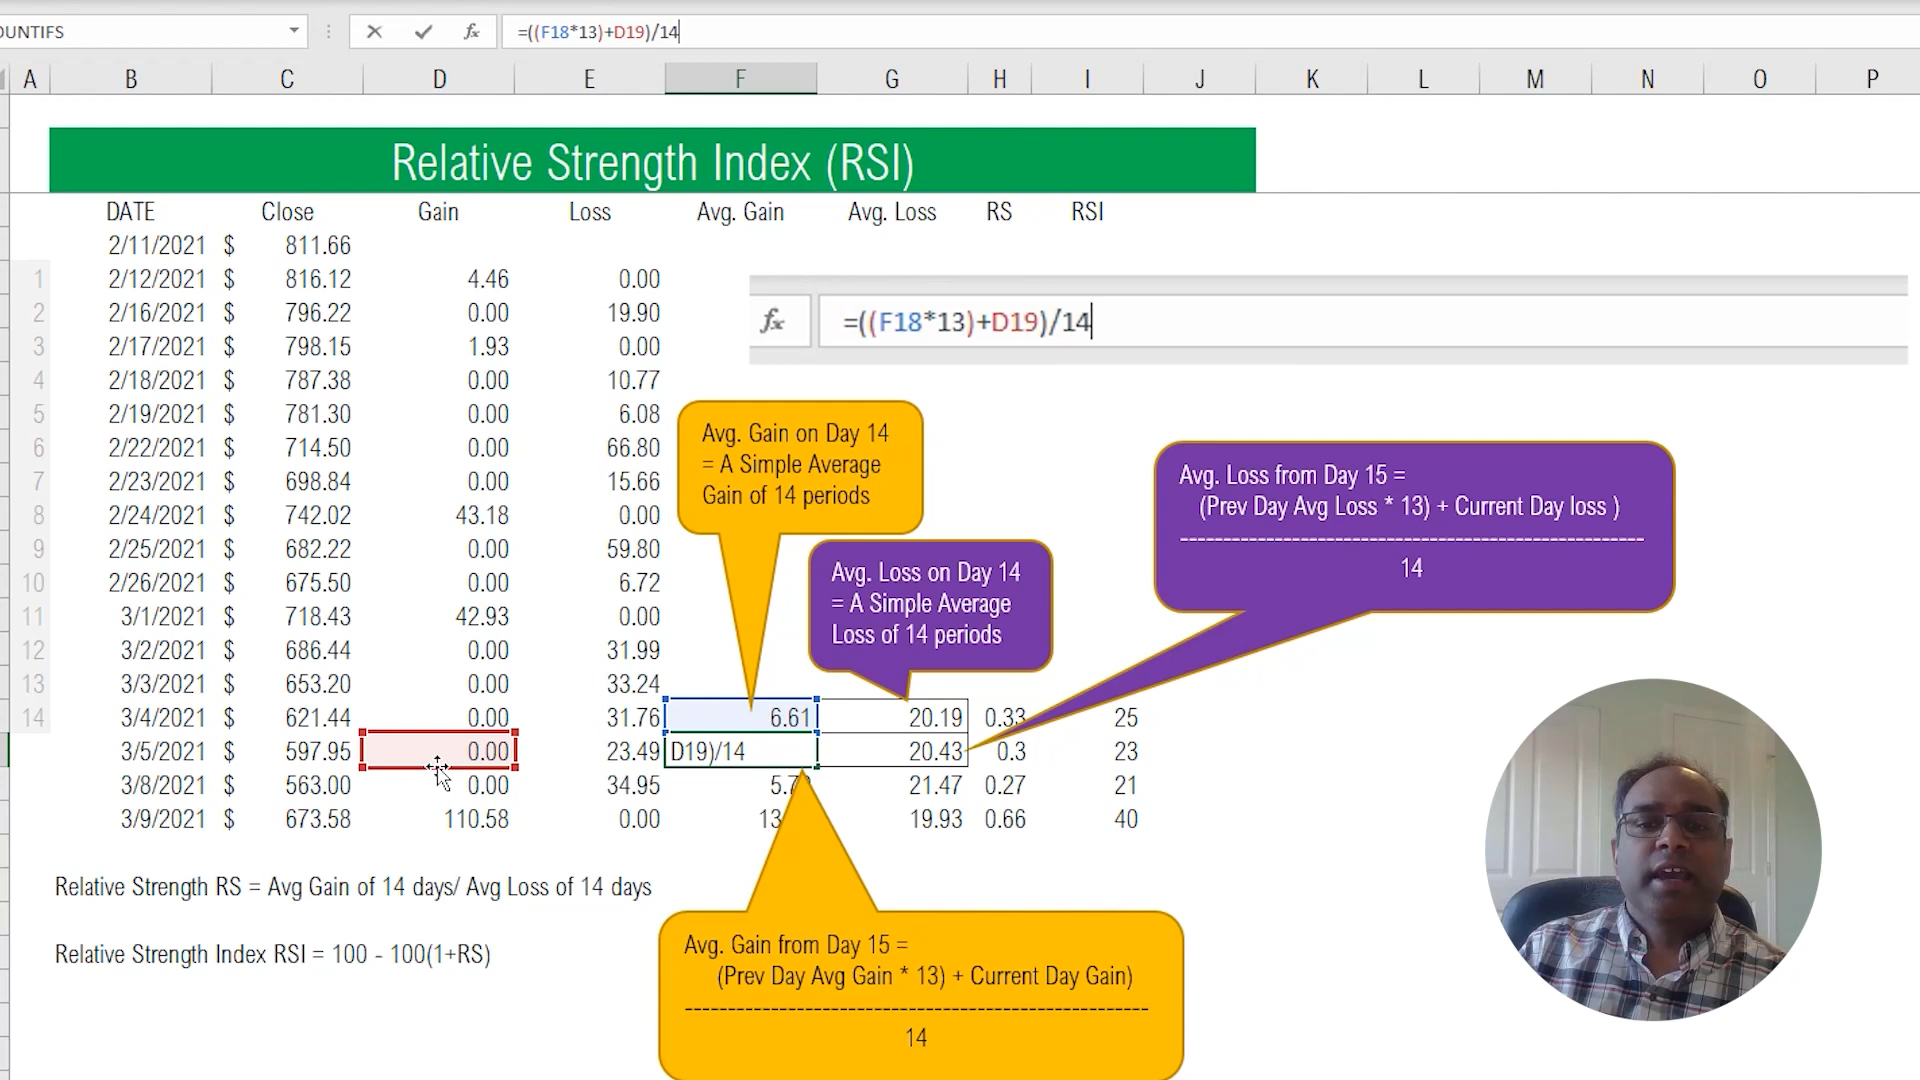 OUNTIFS
fx
=((F18*13)+D19)/14
A B C D E F G H I J K L M N O P
Relative Strength Index (RSI)
DATE Close Gain Loss Avg. Gain Avg. Loss RS RSI
2/11/2021 $ 811.66
1 2/12/2021 $ 816.12 4.46 0.00
2 2/16/2021 $ 796.22 0.00 19.90
3 2/17/2021 $ 798.15 1.93 0.00
4 2/18/2021 $ 787.38 0.00 10.77
5 2/19/2021 $ 781.30 0.00 6.08
6 2/22/2021 $ 714.50 0.00 66.80
7 2/23/2021 $ 698.84 0.00 15.66
8 2/24/2021 $ 742.02 43.18 0.00
9 2/25/2021 $ 682.22 0.00 59.80
10 2/26/2021 $ 675.50 0.00 6.72
11 3/1/2021 $ 718.43 42.93 0.00
12 3/2/2021 $ 686.44 0.00 31.99
13 3/3/2021 $ 653.20 0.00 33.24
14 3/4/2021 $ 621.44 0.00 31.76 6.61 20.19 0.33 25
3/5/2021 $ 597.95 0.00 23.49 D19)/14 20.43 0.3 23
3/8/2021 $ 563.00 0.00 34.95 5.7 21.47 0.27 21
3/9/2021 $ 673.58 110.58 0.00 13 19.93 0.66 40
fx =((F18*13)+D19)/14
Avg. Gain on Day 14
= A Simple Average
Gain of 14 periods
Avg. Loss on Day 14
= A Simple Average
Loss of 14 periods
Avg. Loss from Day 15 =
(Prev Day Avg Loss * 13) + Current Day loss )
--------------------------------------------------
14
Relative Strength RS = Avg Gain of 14 days/ Avg Loss of 14 days
Relative Strength Index RSI = 100 - 100(1+RS)
Avg. Gain from Day 15 =
(Prev Day Avg Gain * 13) + Current Day Gain)
--------------------------------------------------
14